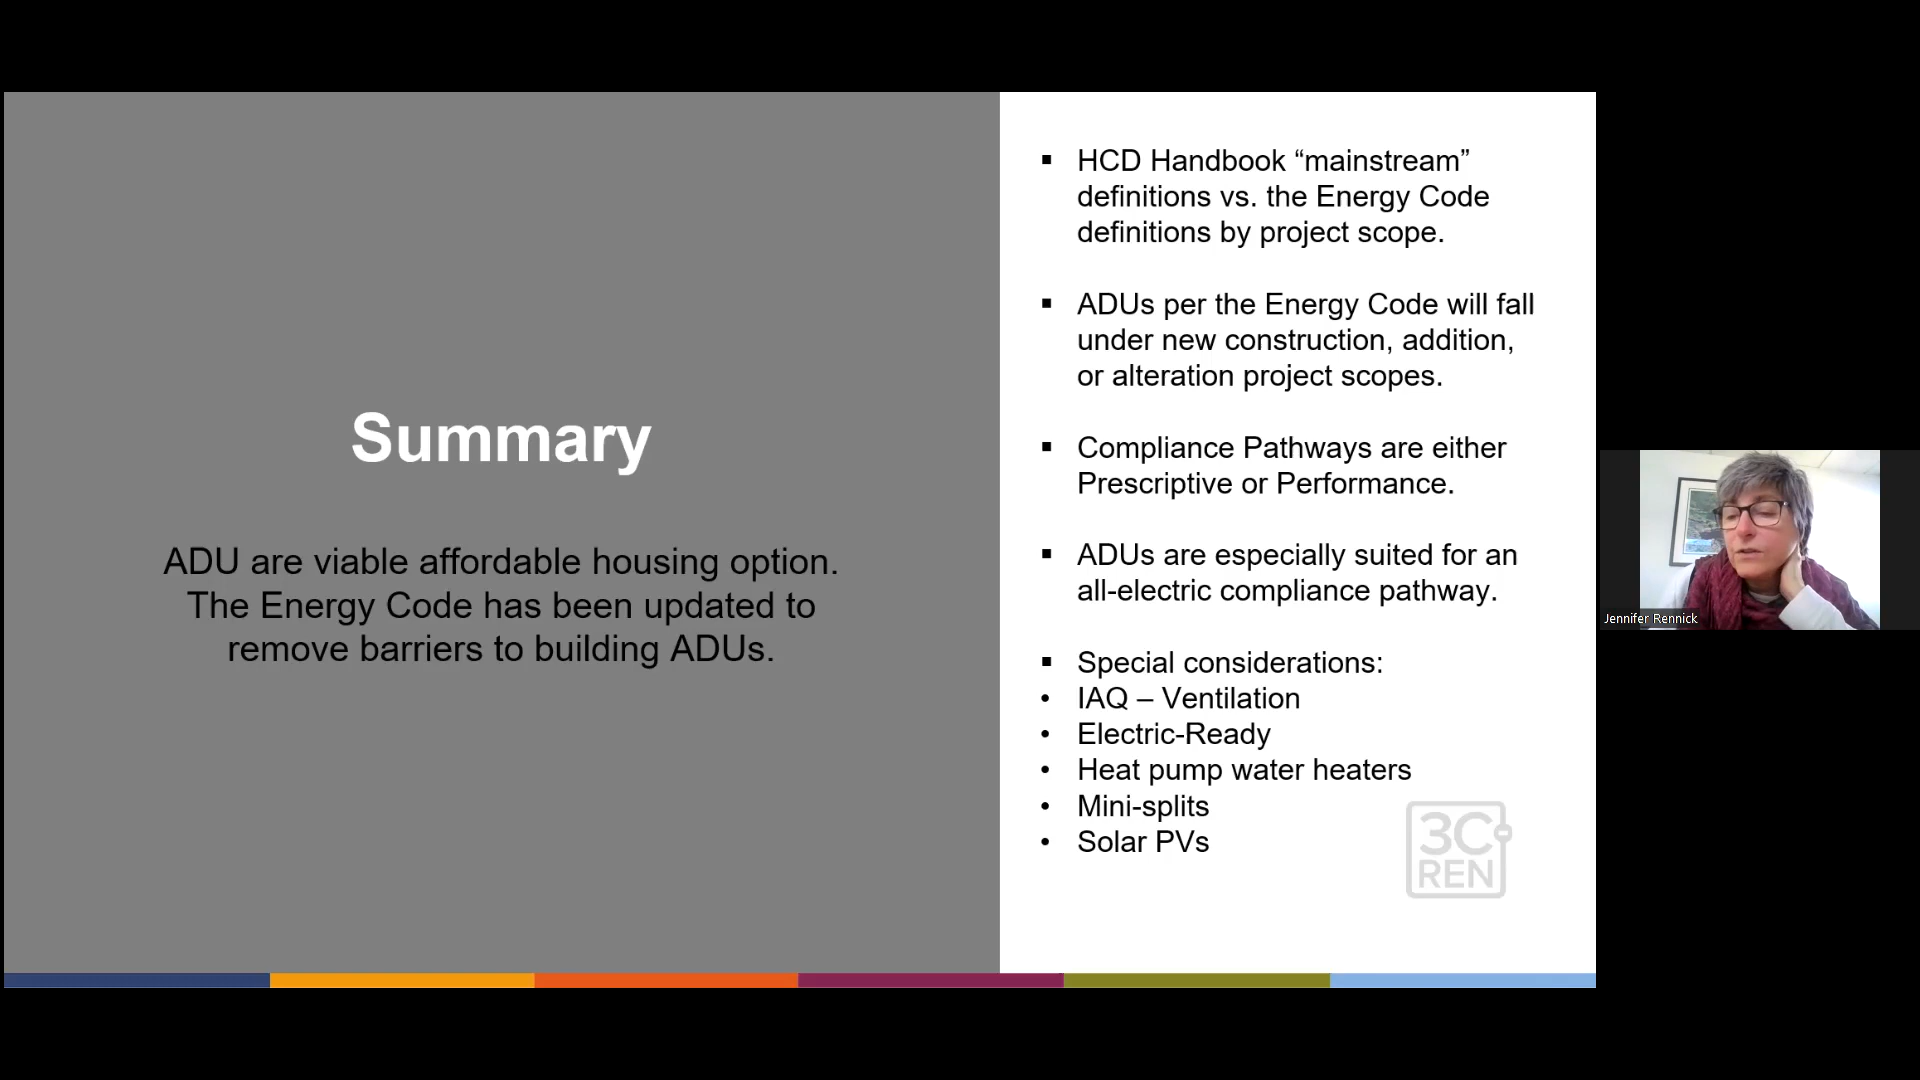 Summary
ADU are viable affordable housing option.
The Energy Code has been updated to
remove barriers to building ADUs.
▪ HCD Handbook “mainstream”
definitions vs. the Energy Code
definitions by project scope.
▪ ADUs per the Energy Code will fall
under new construction, addition,
or alteration project scopes.
▪ Compliance Pathways are either
Prescriptive or Performance.
▪ ADUs are especially suited for an
all-electric compliance pathway.
▪ Special considerations:
• IAQ – Ventilation
• Electric-Ready
• Heat pump water heaters
• Mini-splits
• Solar PVs
3C-
REN
Jennifer Rennick